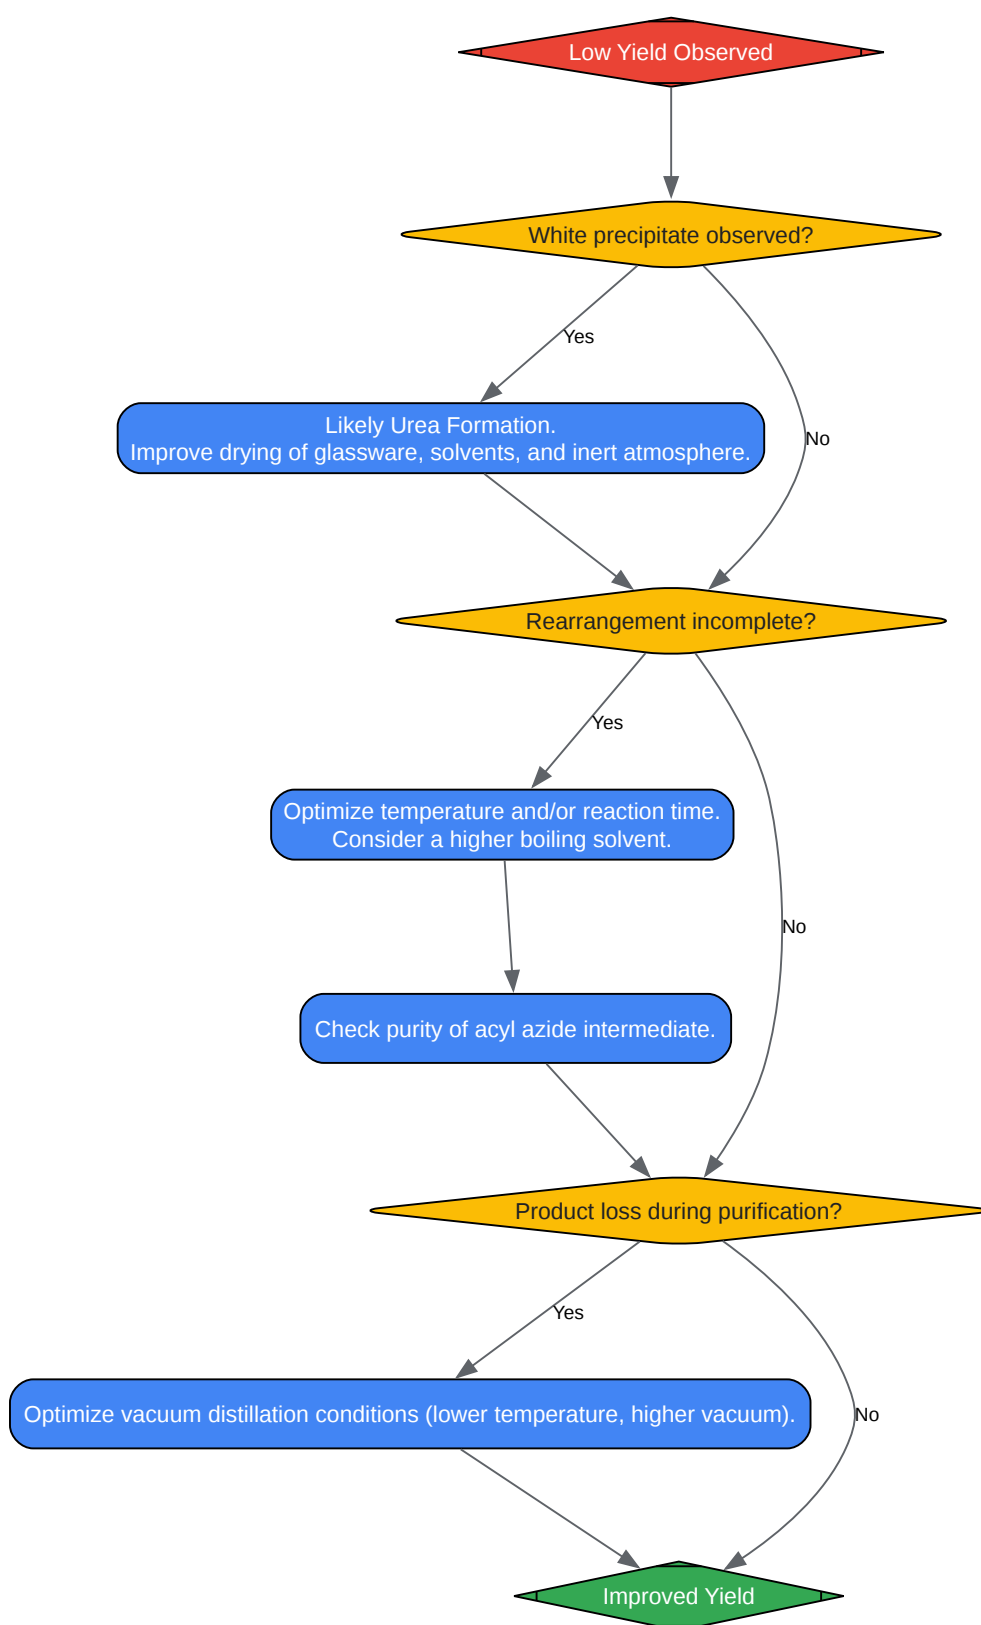 Low Yield Observed
White precipitate observed?
Yes
Likely Urea Formation.
Improve drying of glassware, solvents, and inert atmosphere.
No
Rearrangement incomplete?
Yes
Optimize temperature and/or reaction time.
Consider a higher boiling solvent.
No
Check purity of acyl azide intermediate.
Product loss during purification?
Yes
Optimize vacuum distillation conditions (lower temperature, higher vacuum).
No
Improved Yield